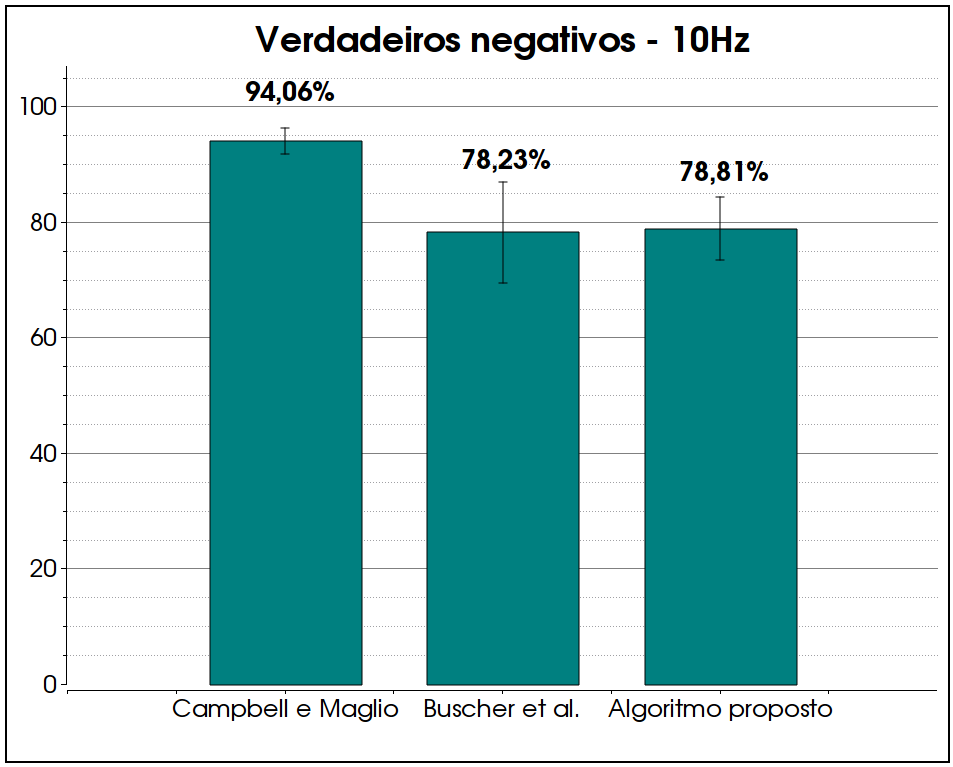 Verdadeiros negativos - 10Hz
94,06%
78,23%
78,81%
100
80
60
40
20
0
Campbell e Maglio
Buscher et al.
Algoritmo proposto